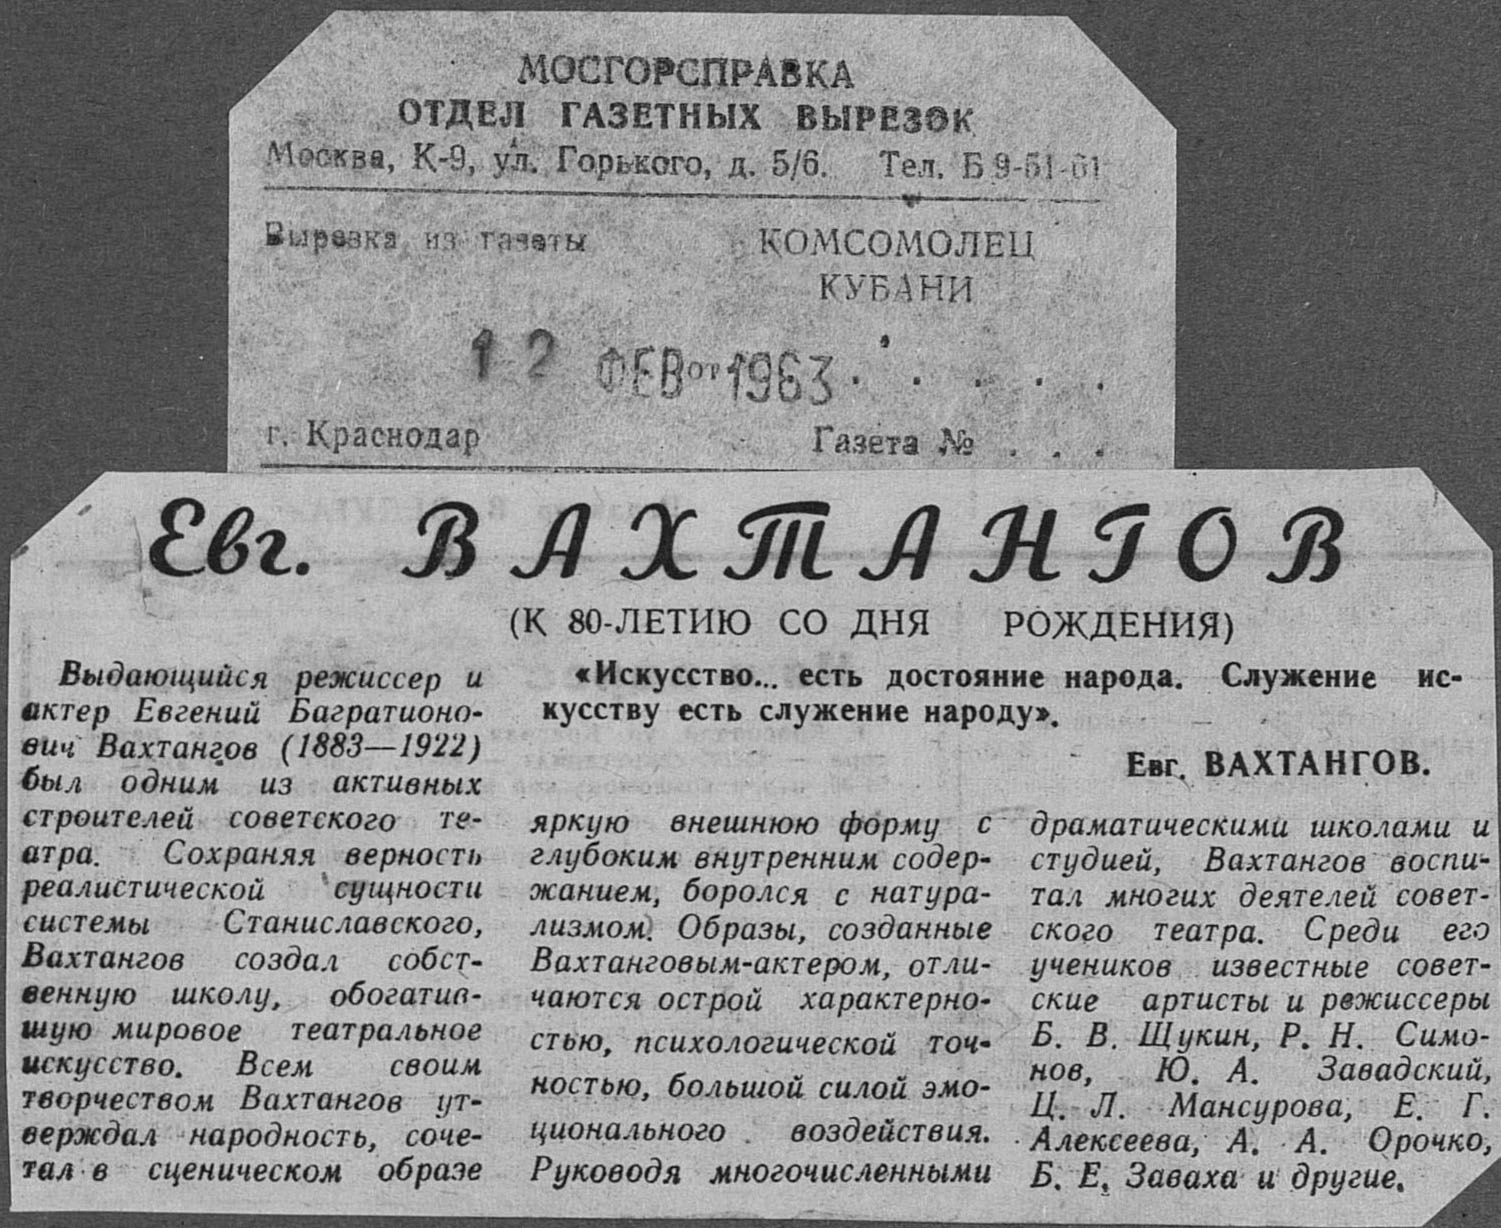 МОСГОРСПРАВКА
ОТДЕЛ ГАЗЕТНЫХ ВЫРЕЗОК
Москва, К-9, ул. Горького, д. 5/6. Тел. Б 9-51-61
Вырезка из газеты
КОМСОМОЛЕЦ
КУБАНИ
12 ФЕВ от 1963 . . . . .
г. Краснодар Газета № . . .
Евг. ВАХТАНГОВ
(К 80-ЛЕТИЮ СО ДНЯ РОЖДЕНИЯ)
Выдающийся режиссер и
актер Евгений Багратионо-
вич Вахтангов (1883—1922)
был одним из активных
строителей советского те-
атра. Сохраняя верность
реалистической сущности
системы Станиславского,
Вахтангов создал собст-
венную школу, обогатив-
шую мировое театральное
искусство. Всем своим
творчеством Вахтангов ут-
верждал народность, соче-
тал в сценическом образе
«Искусство... есть достояние народа. Служение ис-
кусству есть служение народу».
Евг. ВАХТАНГОВ.
яркую внешнюю форму с
глубоким внутренним содер-
жанием, боролся с натура-
лизмом. Образы, созданные
Вахтанговым-актером, отли-
чаются острой характерно-
стью, психологической точ-
ностью, большой силой эмо-
ционального воздействия.
Руководя многочисленными
драматическими школами и
студией, Вахтангов воспи-
тал многих деятелей совет-
ского театра. Среди его
учеников известные совет-
ские артисты и режиссеры
Б. В. Щукин, Р. Н. Симо-
нов, Ю. А. Завадский,
Ц. Л. Мансурова, Е. Г.
Алексеева, А. А. Орочко,
Б. Е. Заваха и другие.